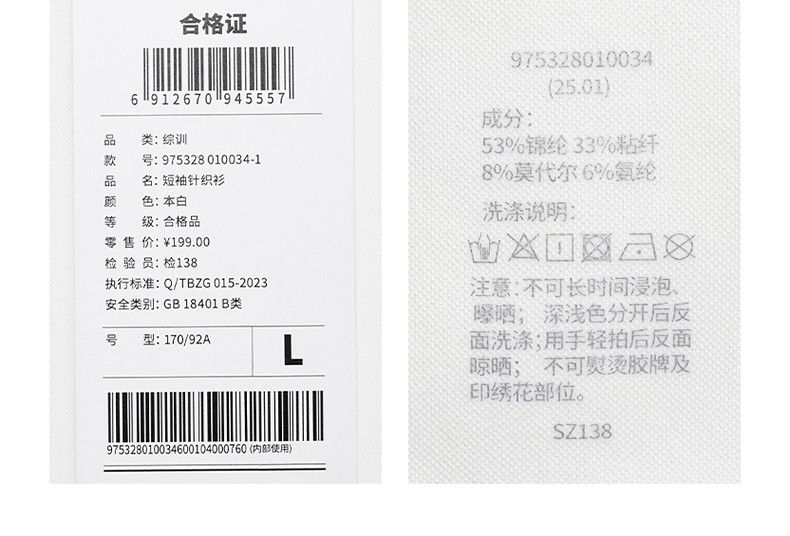 合格证
6 912670 945557
品 类：综训
款 号：975328 010034-1
品 名：短袖针织衫
颜 色：本白
等 级：合格品
零 售 价：¥199.00
检 验 员：检138
执行标准：Q/TBZG 015-2023
安全类别：GB 18401 B类
号 型：170/92A
L
975328010034600104000760 (内部使用)
975328010034
(25.01)
成分：
53%锦纶 33%粘纤
8%莫代尔 6%氨纶
洗涤说明：
注意：不可长时间浸泡、
曝晒； 深浅色分开后反
面洗涤；用手轻拍后反面
晾晒； 不可熨烫胶牌及
印绣花部位。
SZ138